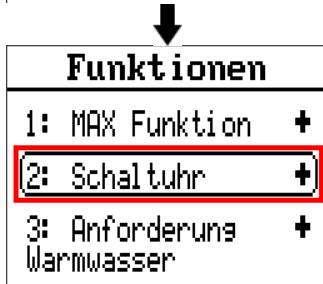 Funktionen
1: MAX Funktion +
2: Schaltuhr +
3: Anforderung +
Warmwasser